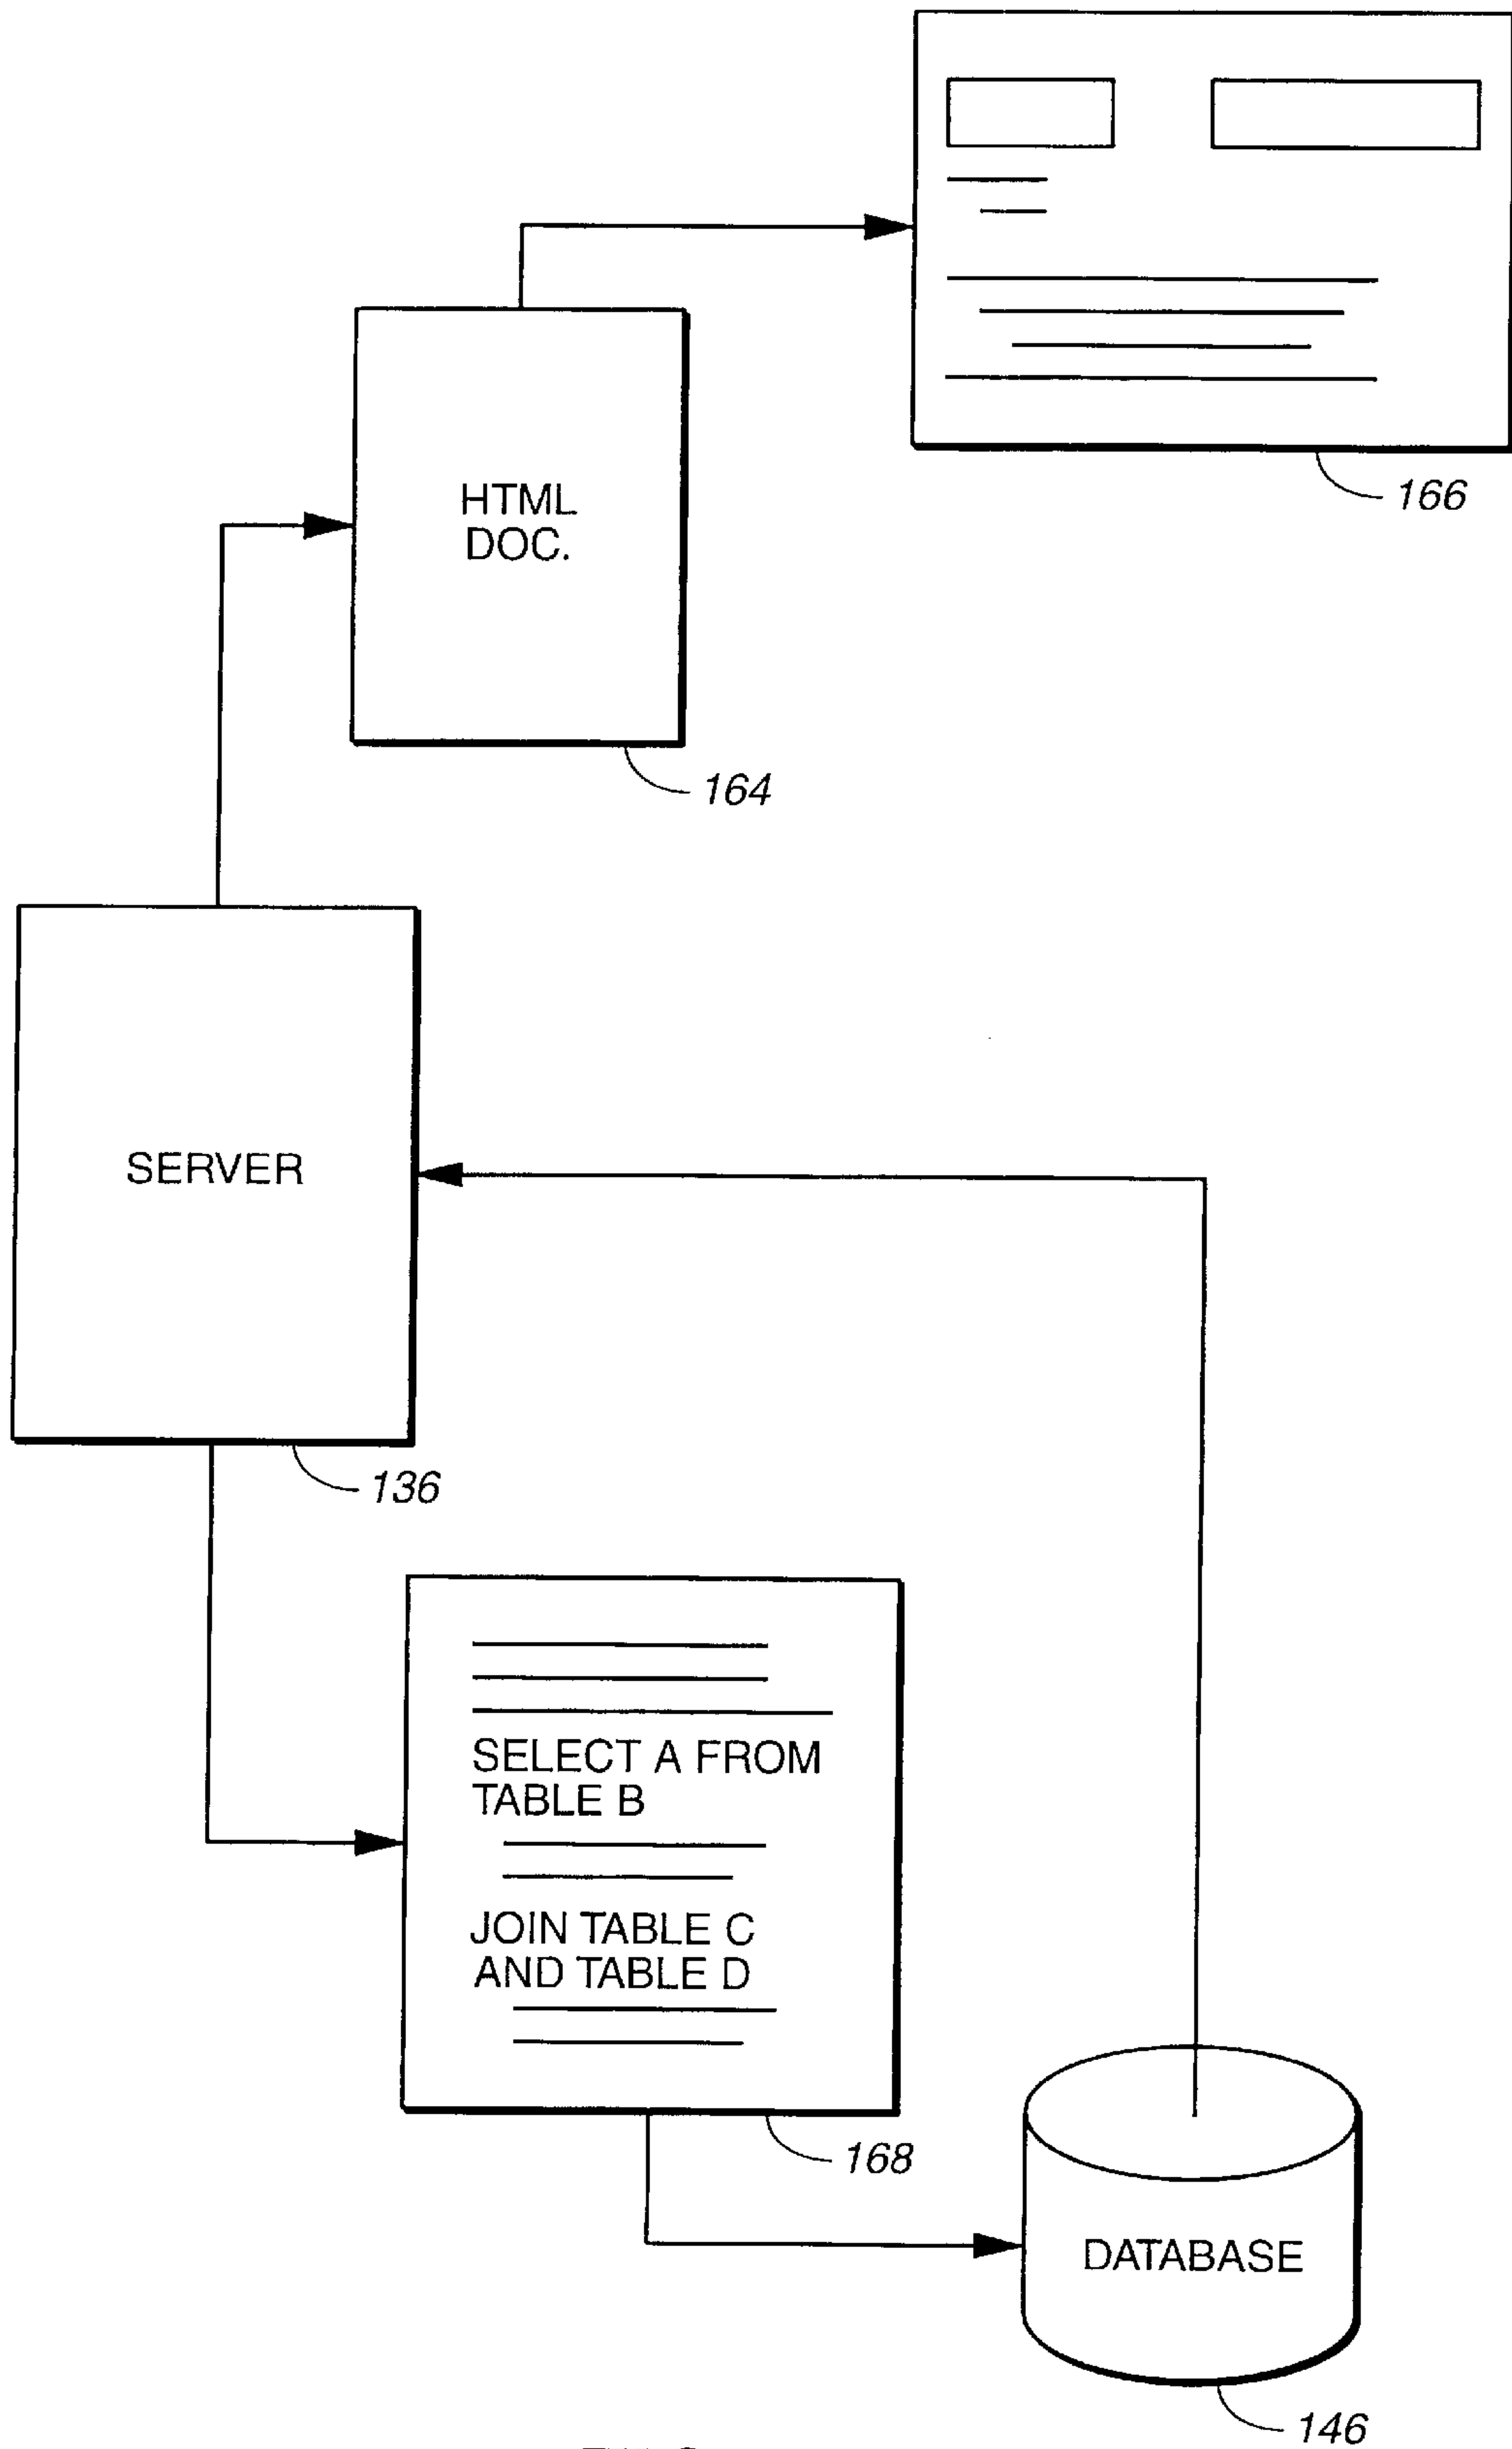 166
HTML
DOC.
164
SERVER
136
SELECT A FROM
TABLE B
JOIN TABLE C
AND TABLE D
168
DATABASE
146